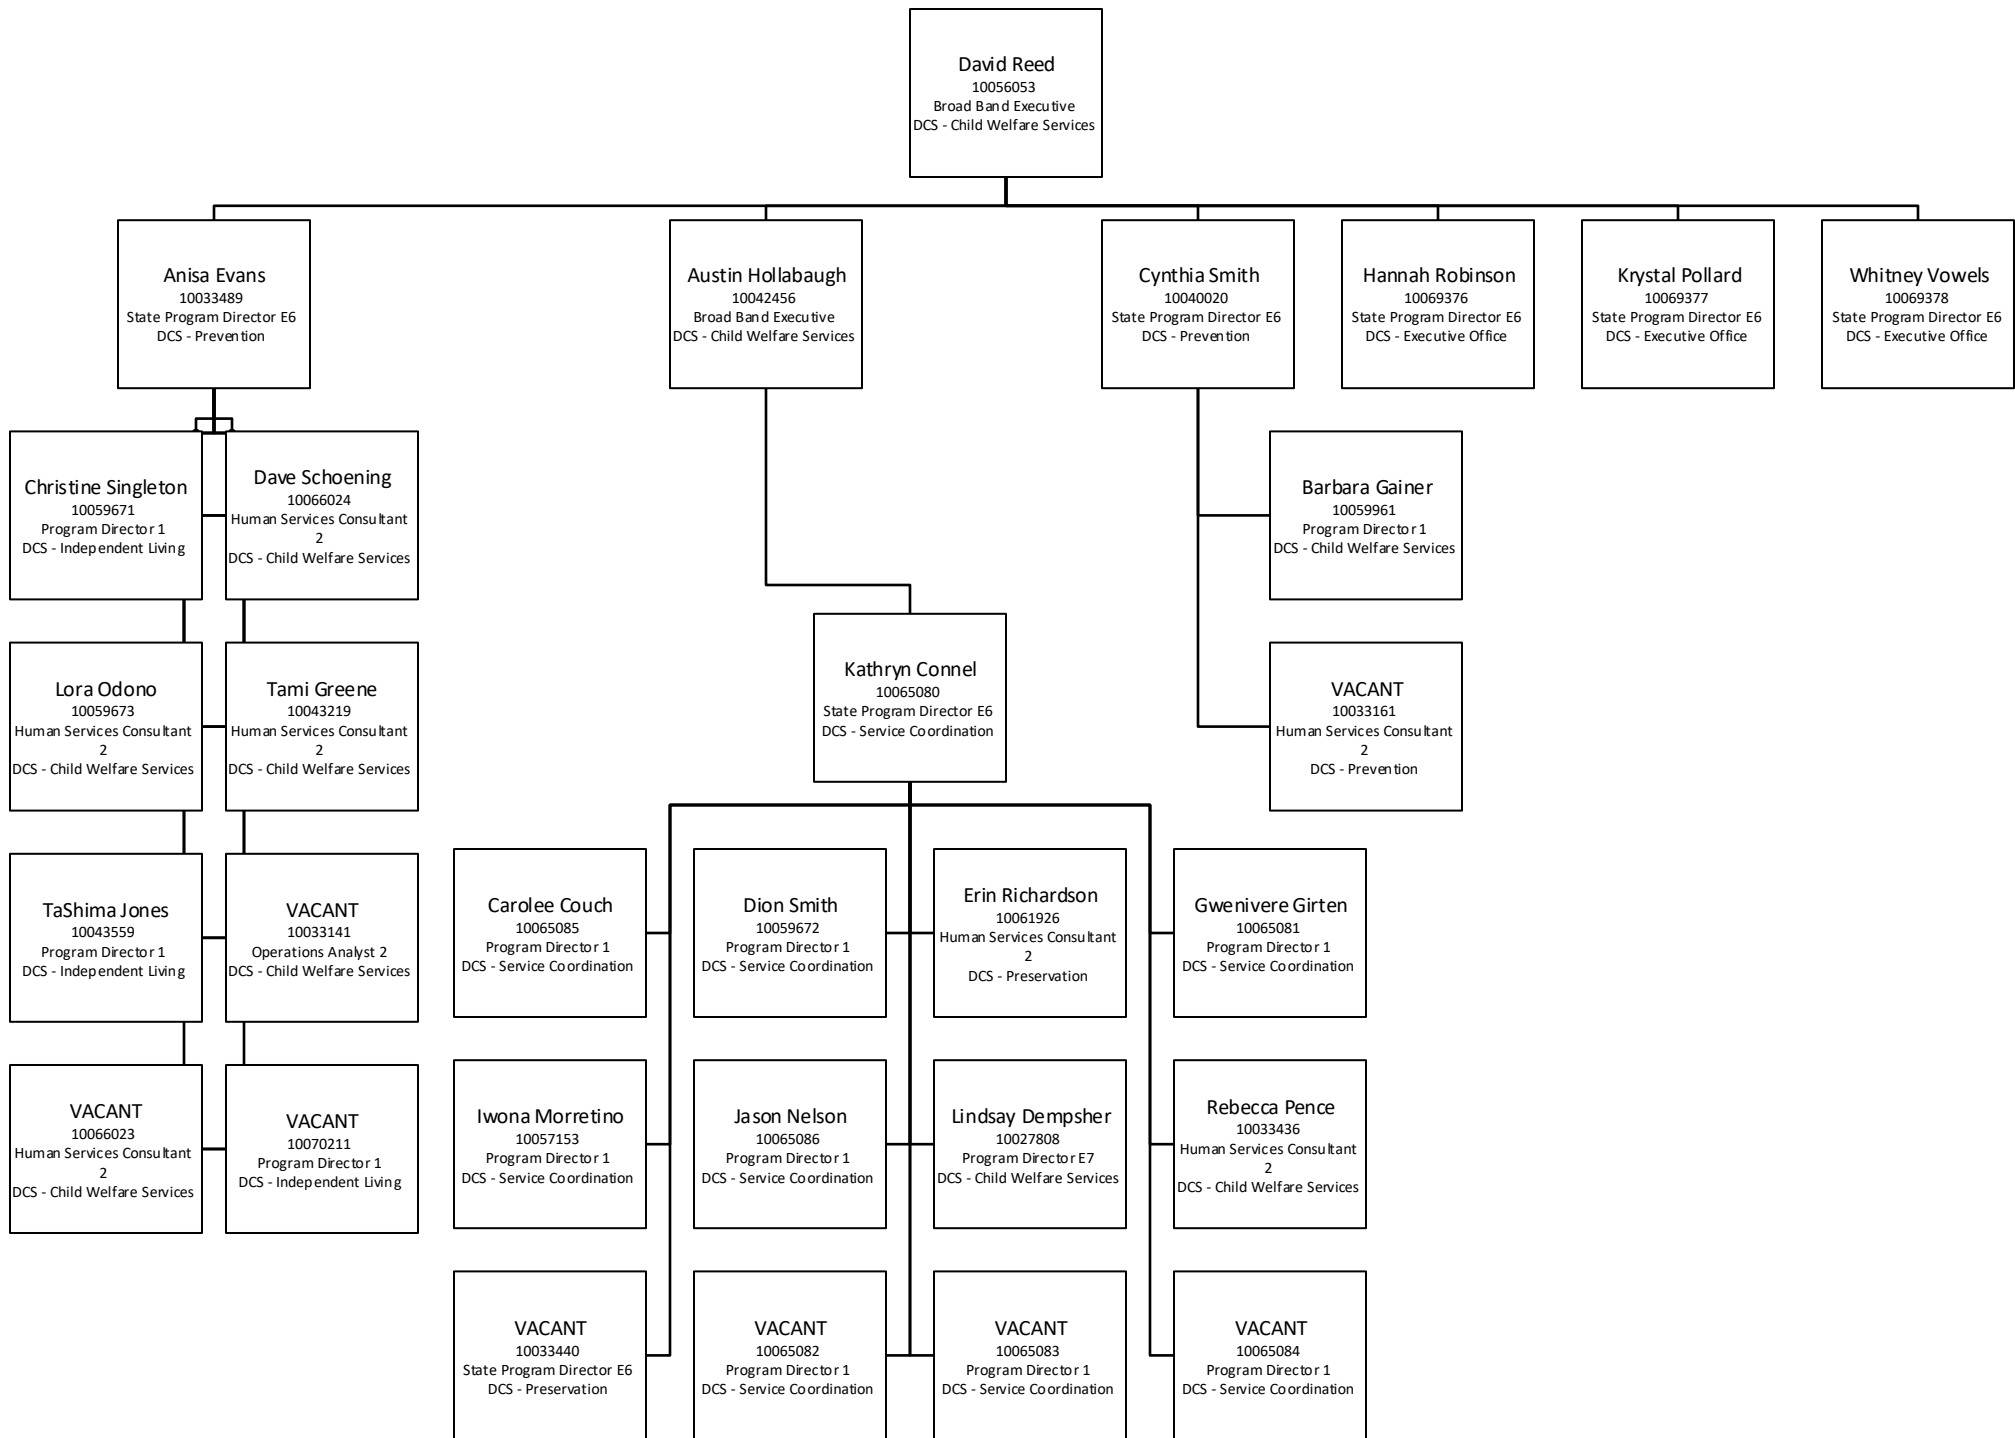 David Reed
10056053
Broad Band Executive
DCS - Child Welfare Services
Anisa Evans
10033489
State Program Director E6
DCS - Prevention
Austin Hollabaugh
10042456
Broad Band Executive
DCS - Child Welfare Services
Cynthia Smith
10040020
State Program Director E6
DCS - Prevention
Hannah Robinson
10069376
State Program Director E6
DCS - Executive Office
Krystal Pollard
10069377
State Program Director E6
DCS - Executive Office
Whitney Vowels
10069378
State Program Director E6
DCS - Executive Office
Christine Singleton
10059671
Program Director 1
DCS - Independent Living
Dave Schoening
10066024
Human Services Consultant
2
DCS - Child Welfare Services
Barbara Gainer
10059961
Program Director 1
DCS - Child Welfare Services
Lora Odono
10059673
Human Services Consultant
2
DCS - Child Welfare Services
Tami Greene
10043219
Human Services Consultant
2
DCS - Child Welfare Services
Kathryn Connel
10065080
State Program Director E6
DCS - Service Coordination
VACANT
10033161
Human Services Consultant
2
DCS - Prevention
TaShima Jones
10043559
Program Director 1
DCS - Independent Living
VACANT
10033141
Operations Analyst 2
DCS - Child Welfare Services
Carolee Couch
10065085
Program Director 1
DCS - Service Coordination
Dion Smith
10059672
Program Director 1
DCS - Service Coordination
Erin Richardson
10061926
Human Services Consultant
2
DCS - Preservation
Gwenivere Girten
10065081
Program Director 1
DCS - Service Coordination
VACANT
10066023
Human Services Consultant
2
DCS - Child Welfare Services
VACANT
10070211
Program Director 1
DCS - Independent Living
Iwona Morretino
10057153
Program Director 1
DCS - Service Coordination
Jason Nelson
10065086
Program Director 1
DCS - Service Coordination
Lindsay Dempsher
10027808
Program Director E7
DCS - Child Welfare Services
Rebecca Pence
10033436
Human Services Consultant
2
DCS - Child Welfare Services
VACANT
10033440
State Program Director E6
DCS - Preservation
VACANT
10065082
Program Director 1
DCS - Service Coordination
VACANT
10065083
Program Director 1
DCS - Service Coordination
VACANT
10065084
Program Director 1
DCS - Service Coordination